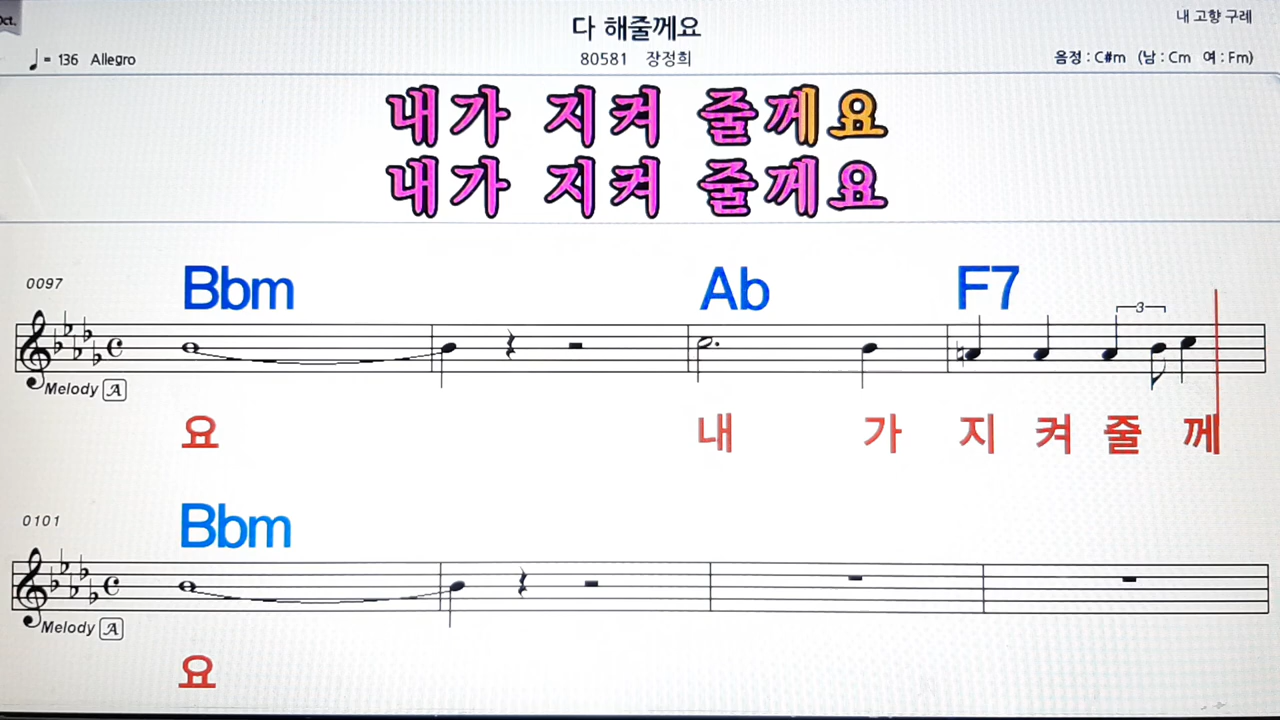 Oct.
다 해줄께요
내 고향 구례
♩= 136 Allegro
80581 장정희
음정 : C#m (남 : Cm 여 : Fm)
내가 지켜 줄께요
내가 지켜 줄께요
0097
Bbm Ab F7
3
Melody A
요 내 가 지 켜 줄 께
0101
Bbm
Melody A
요